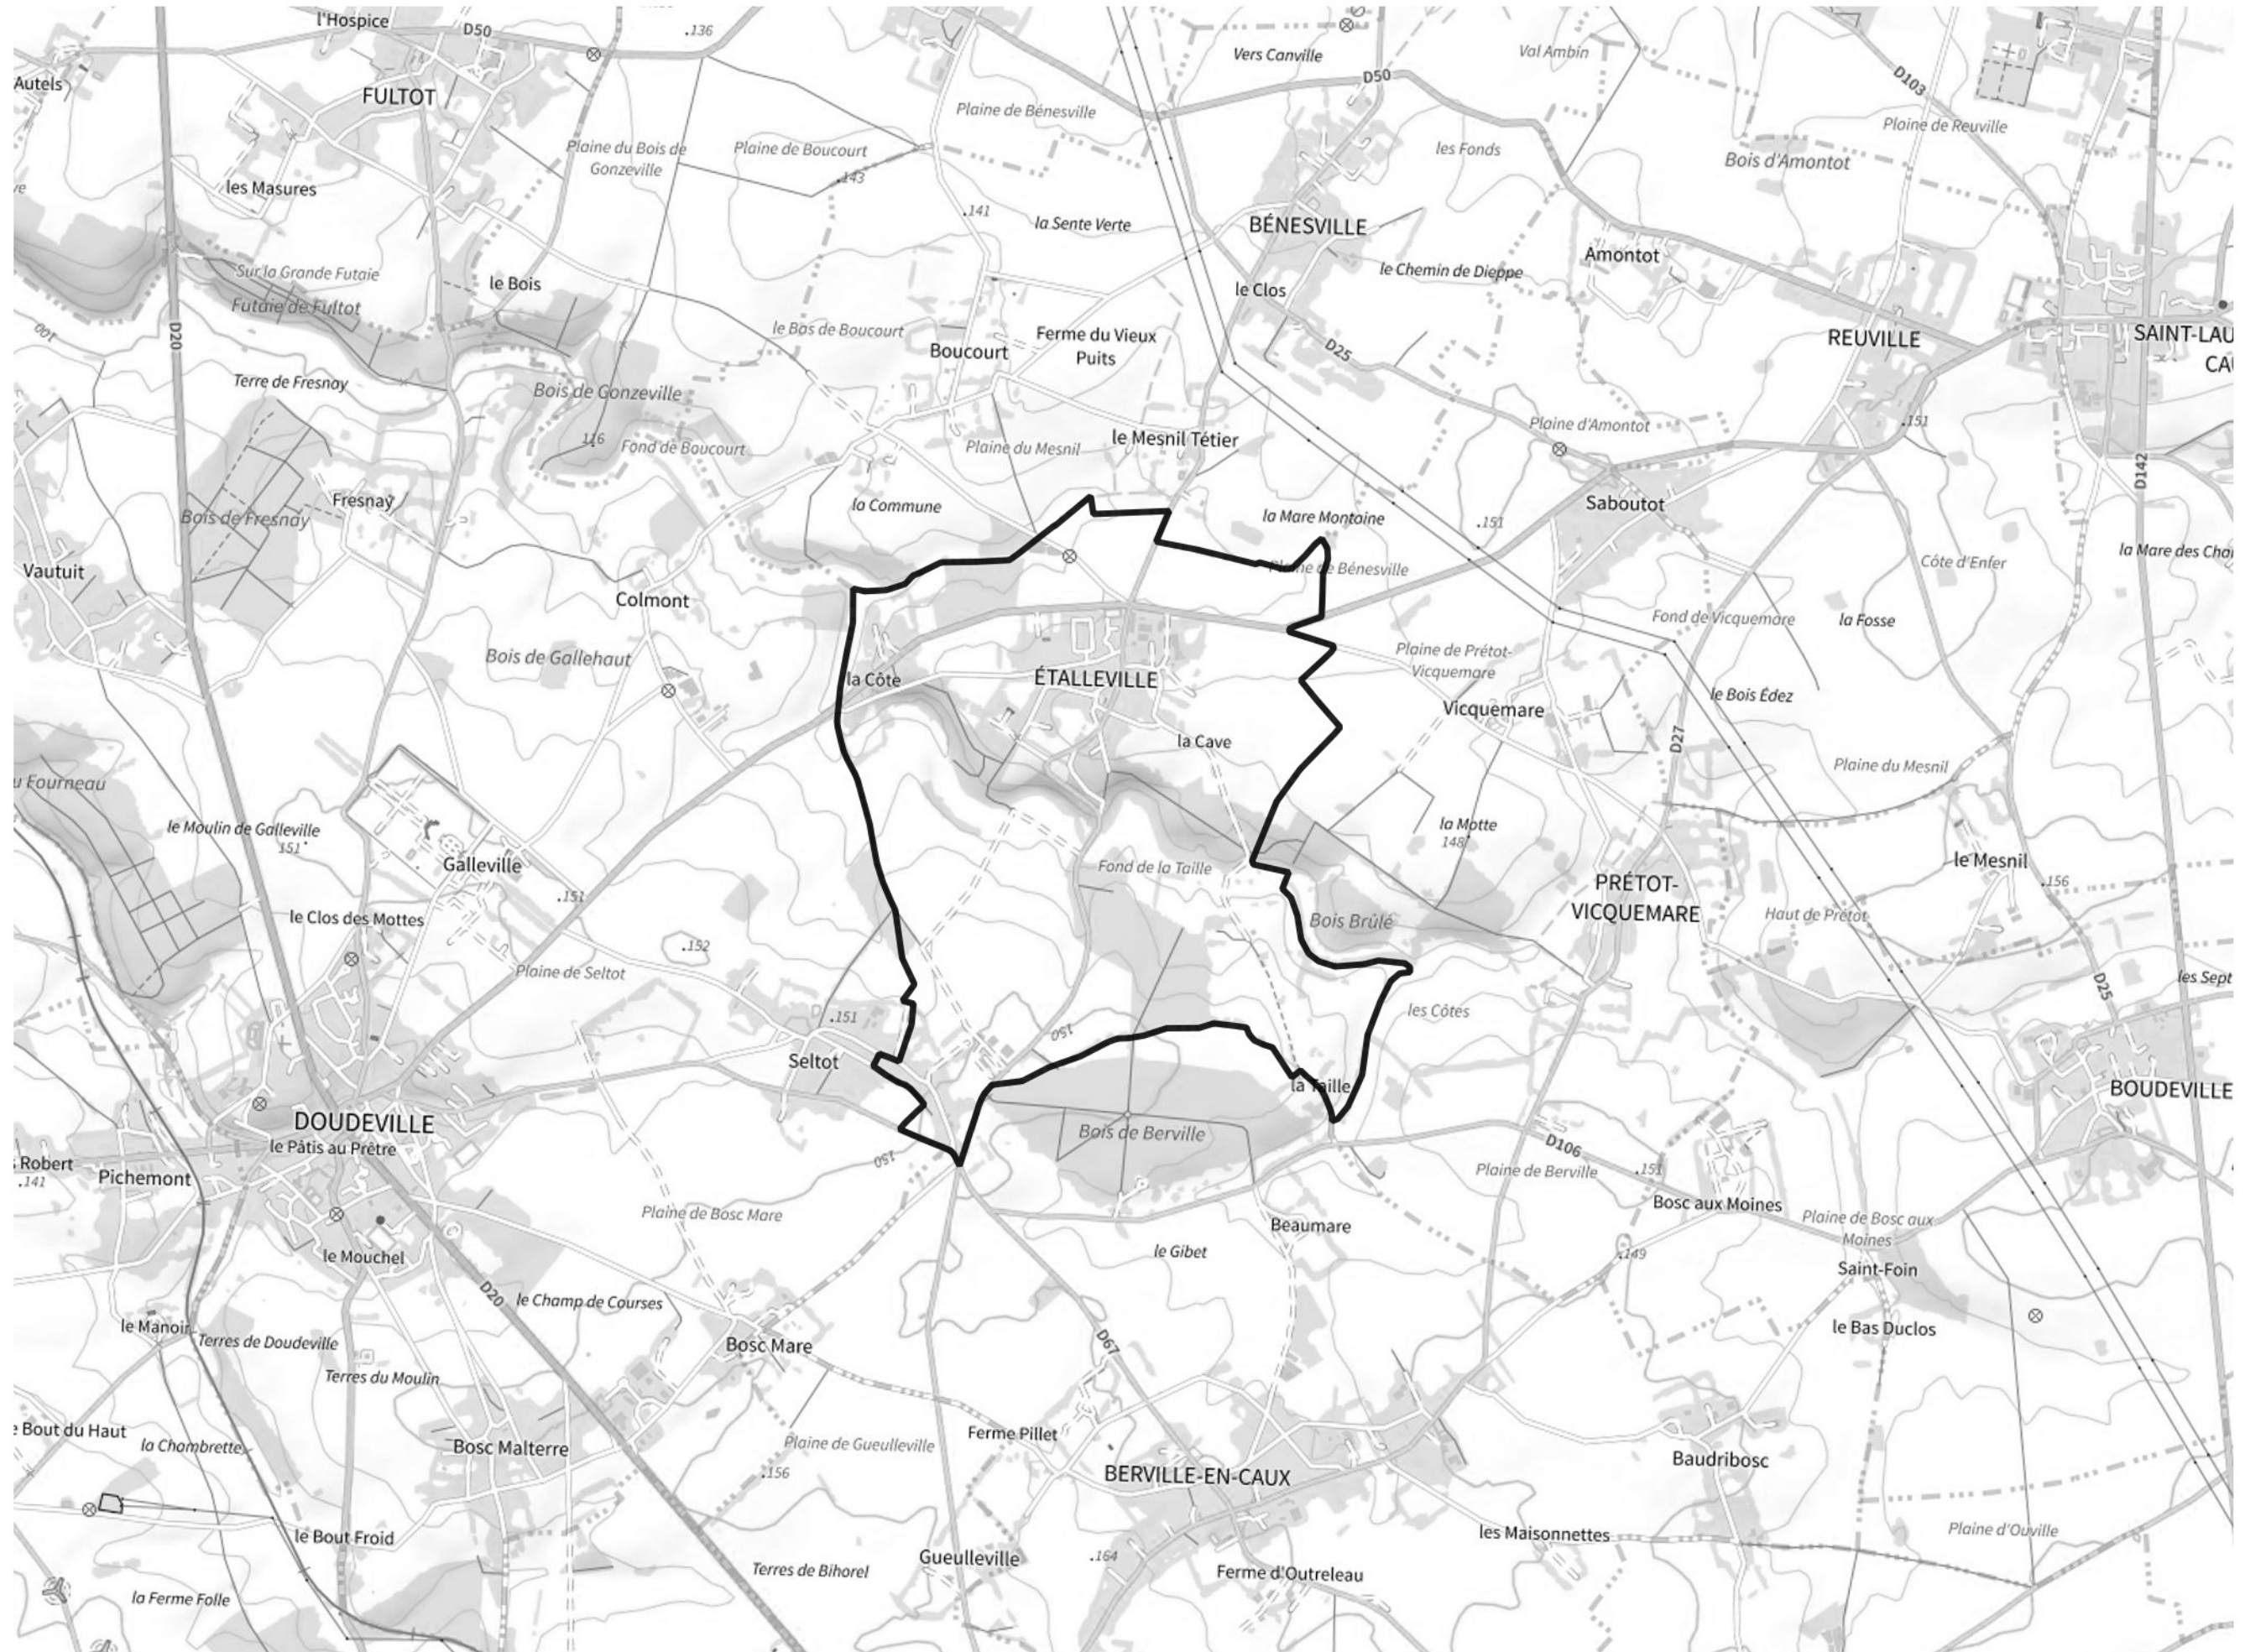 l'Hospice
D50
.136
Vers Canville
D50
Val Ambin
D103
Autels
FULTOT
Plaine de Bénesville
Plaine de Reuville
Plaine du Bois de
Gonzeville
Plaine de Boucourt
.143
les Fonds
Bois d'Amontot
les Masures
.141
la Sente Verte
BÉNESVILLE
Amontot
le Chemin de Dieppe
Sur la Grande Futaie
le Bois
le Clos
Futaie de Fultot
100
D20
le Bas de Boucourt
Boucourt
Ferme du Vieux
Puits
D25
REUVILLE
SAINT-LAU
CAU
Terre de Fresnay
Bois de Gonzeville
116
Fond de Boucourt
Plaine du Mesnil
le Mesnil Tétier
Plaine d'Amontot
.151
D142
Fresnay
Bois de Fresnay
la Commune
la Mare Montaine
.151
Saboutot
la Mare des Cha
Vautuit
Colmont
Plaine de Bénesville
Côte d'Enfer
Fond de Vicquemare
la Fosse
Bois de Gallehaut
la Côte
ÉTALLEVILLE
Plaine de Prétot-
Vicquemare
Vicquemare
le Bois Édez
D27
la Cave
Plaine du Mesnil
u Fourneau
le Moulin de Galleville
151
Galleville
la Motte
148
Fond de la Taille
le Mesnil
.156
.151
PRÉTOT-
VICQUEMARE
le Clos des Mottes
Bois Brûlé
Haut de Prétot
.152
Plaine de Seltot
les Côtes
D25
les Sept
.151
150
Seltot
la Taille
BOUDEVILLE
DOUDEVILLE
le Pâtis au Prêtre
Bois de Berville
D106
Robert
.141
Pichemont
150
Plaine de Berville
.151
Bosc aux Moines
Plaine de Bosc Mare
Beaumare
Plaine de Bosc aux
Moines
le Mouchel
le Gibet
.149
Saint-Foin
D20
le Champ de Courses
le Manoir
Terres de Doudeville
Bosc Mare
D67
le Bas Duclos
Terres du Moulin
Bout du Haut
la Chambrette
Bosc Malterre
Plaine de Gueulleville
Ferme Pillet
.156
BERVILLE-EN-CAUX
Baudribosc
le Bout Froid
les Maisonnettes
Plaine d'Ouville
Terres de Bihorel
Gueulleville
.164
Ferme d'Outreleau
la Ferme Folle